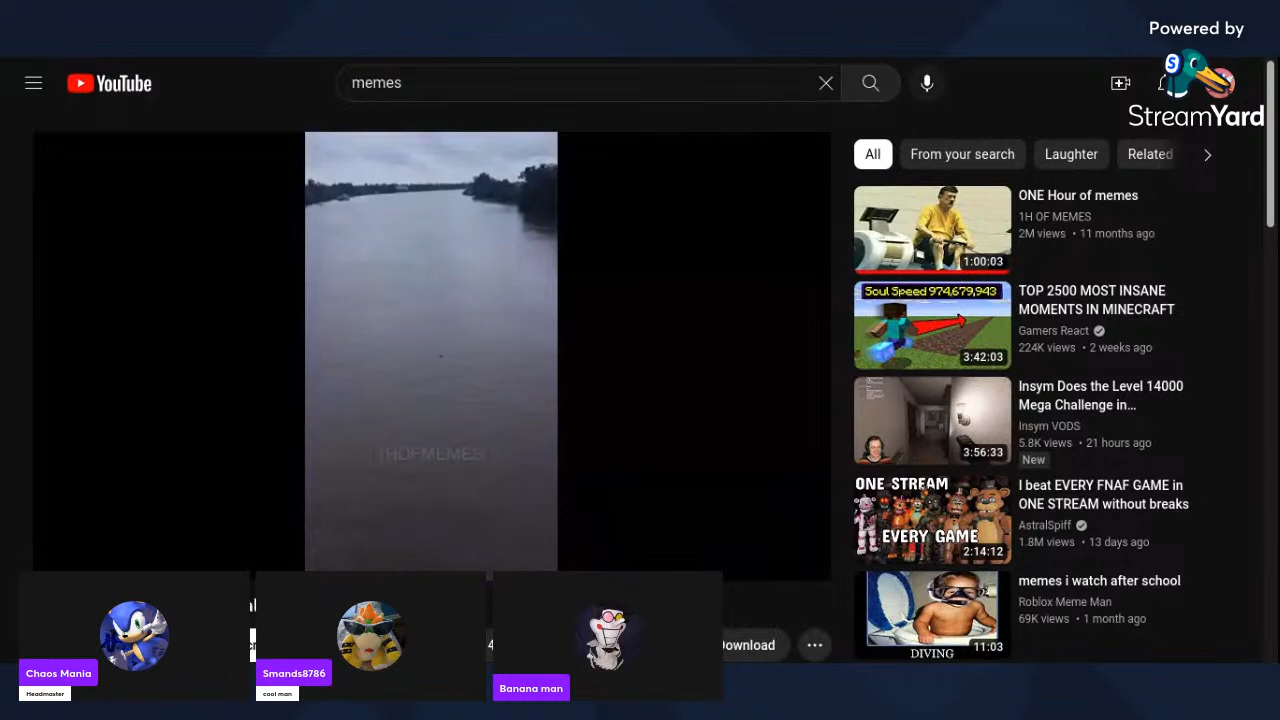 Powered by
StreamYard
YouTube
memes
All
From your search
Laughter
Related
HOFMEMES
1:00:03
ONE Hour of memes
1H OF MEMES
2M views • 11 months ago
Soul Speed 974,679,943
3:42:03
TOP 2500 MOST INSANE
MOMENTS IN MINECRAFT
Gamers React
224K views • 2 weeks ago
3:56:33
Insym Does the Level 14000
Mega Challenge in…
Insym VODS
5.8K views • 21 hours ago
New
ONE STREAM
EVERY GAME
2:14:12
I beat EVERY FNAF GAME in
ONE STREAM without breaks
AstralSpiff
1.8M views • 13 days ago
DIVING
11:03
memes i watch after school
Roblox Meme Man
69K views • 1 month ago
4
Download
Chaos Mania
Headmaster
Smands8786
cool man
Banana man